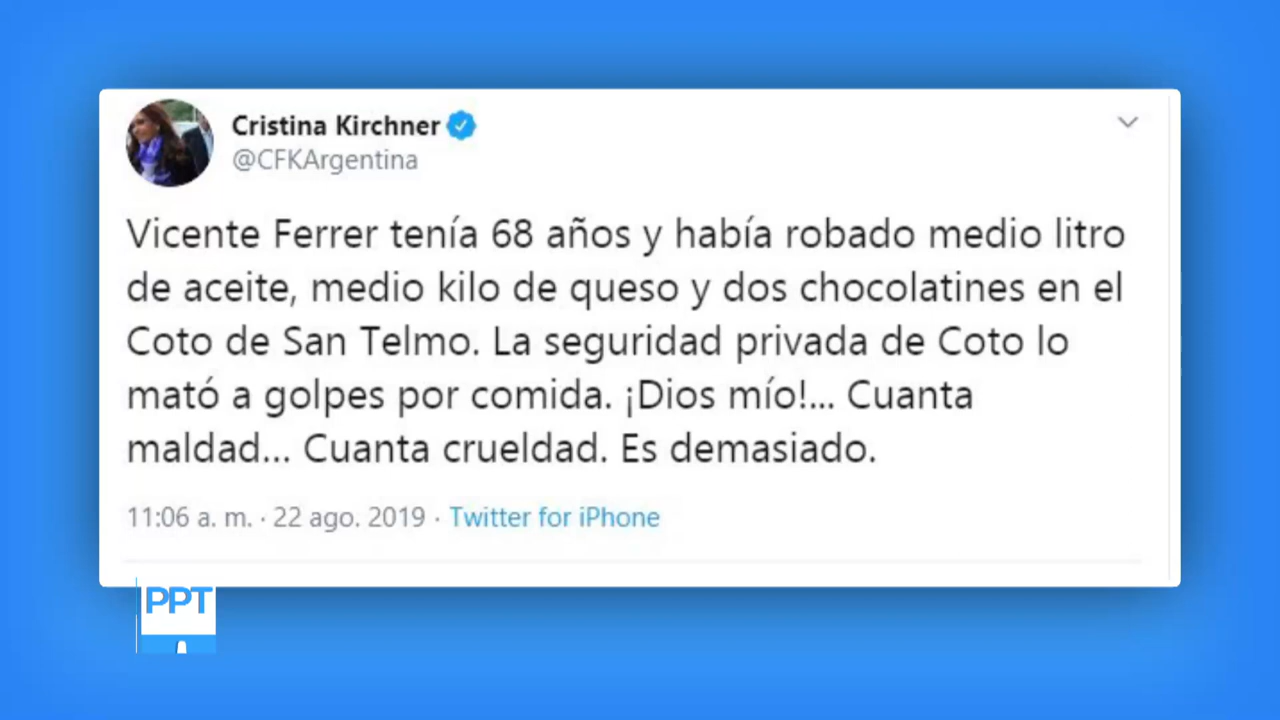 Cristina Kirchner
@CFKArgentina
Vicente Ferrer tenía 68 años y había robado medio litro
de aceite, medio kilo de queso y dos chocolatines en el
Coto de San Telmo. La seguridad privada de Coto lo
mató a golpes por comida. ¡Dios mío!... Cuanta
maldad... Cuanta crueldad. Es demasiado.
11:06 a. m. · 22 ago. 2019 · Twitter for iPhone
PPT